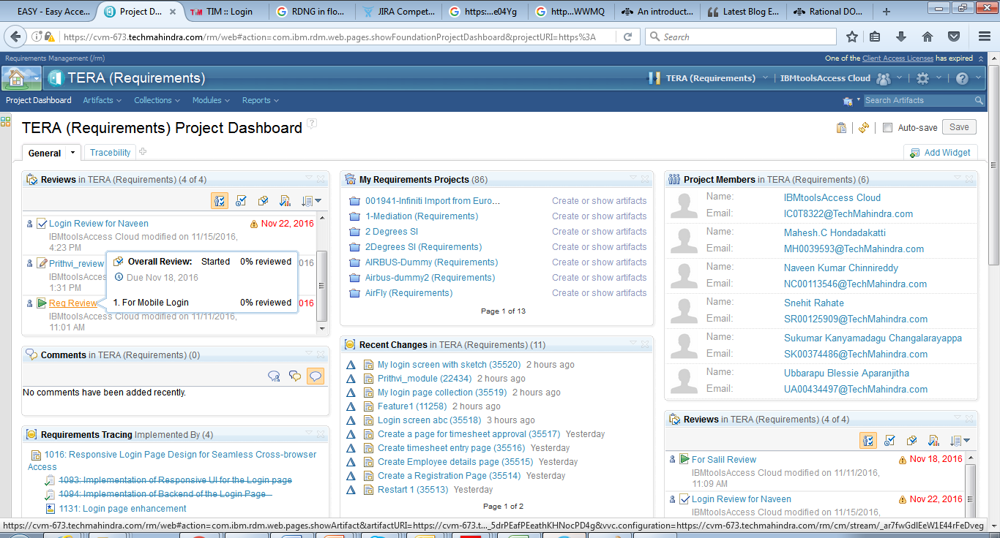 EASY - Easy Acce...
Project D...
TIM :: Login
RDNG in flo...
JIRA Compet...
https:...e04Yg
http...WWMQ
An introduct...
Latest Blog E...
Rational DO...
https://cvm-673.techmahindra.com/rm/web#action=com.ibm.rdm.web.pages.showFoundationProjectDashboard&projectURI=https%3A
Search
Requirements Management (/rm)
One of the Client Access Licenses has expired
TERA (Requirements)
TERA (Requirements)
IBMtoolsAccess Cloud
Project Dashboard
Artifacts
Collections
Modules
Reports
Search Artifacts
TERA (Requirements) Project Dashboard
Auto-save
Save
General
Tracebility
Add Widget
Reviews in TERA (Requirements) (4 of 4)
Login Review for Naveen
Nov 22, 2016
IBMtoolsAccess Cloud modified on 11/15/2016,
4:23 PM
Prithvi_review
016
IBMtoolsAcces
1:31 PM
Req Review
016
IBMtoolsAccess Cloud modified on 11/11/2016,
11:01 AM
Overall Review: Started 0% reviewed
Due Nov 18, 2016
1. For Mobile Login 0% reviewed
Comments in TERA (Requirements) (0)
No comments have been added recently.
Requirements Tracing Implemented By (4)
1016: Responsive Login Page Design for Seamless Cross-browser
Access
1093: Implementation of Responsive UI for the Login page
1094: Implementation of Backend of the Login Page
1131: Login page enhancement
My Requirements Projects (86)
001941-Infiniti Import from Euro... Create or show artifacts
1-Mediation (Requirements) Create or show artifacts
2 Degrees SI Create or show artifacts
2Degrees SI (Requirements) Create or show artifacts
AIRBUS-Dummy (Requirements) Create or show artifacts
Airbus-dummy2 (Requirements) Create or show artifacts
AirFly (Requirements) Create or show artifacts
Page 1 of 13
Recent Changes in TERA (Requirements) (11)
My login screen with sketch (35520) 2 hours ago
Prithvi_module (22434) 2 hours ago
My login page collection (35519) 2 hours ago
Feature1 (11258) 2 hours ago
Login screen abc (35518) 3 hours ago
Create a page for timesheet approval (35517) Yesterday
Create timesheet entry page (35516) Yesterday
Create Employee details page (35515) Yesterday
Create a Registration Page (35514) Yesterday
Restart 1 (35513) Yesterday
Page 1 of 2
Project Members in TERA (Requirements) (6)
Name: IBMtoolsAccess Cloud
Email: IC0T8322@TechMahindra.com
Name: Mahesh.C Hondadakatti
Email: MH0039593@TechMahindra.com
Name: Naveen Kumar Chinnireddy
Email: NC00113546@TechMahindra.com
Name: Snehit Rahate
Email: SR00125909@TechMahindra.com
Name: Sukumar Kanyamadagu Changalarayappa
Email: SK00374486@TechMahindra.com
Name: Ubbarapu Blessie Aparanjitha
Email: UA00434497@TechMahindra.com
Reviews in TERA (Requirements) (4 of 4)
For Salil Review
Nov 18, 2016
IBMtoolsAccess Cloud modified on 11/11/2016,
11:09 AM
Login Review for Naveen
Nov 22, 2016
IBMtoolsAccess Cloud modified on 11/15/2016,
https://cvm-673.techmahindra.com/rm/web#action=com.ibm.rdm.web.pages.showArtifact&artifactURI=https://cvm-673.t..._5drPEafPEeathKHNocPD4g&vvc.configuration=https://cvm-673.techmahindra.com/rm/cm/stream/_ar7fwGdlEeW1E44rFeDveg